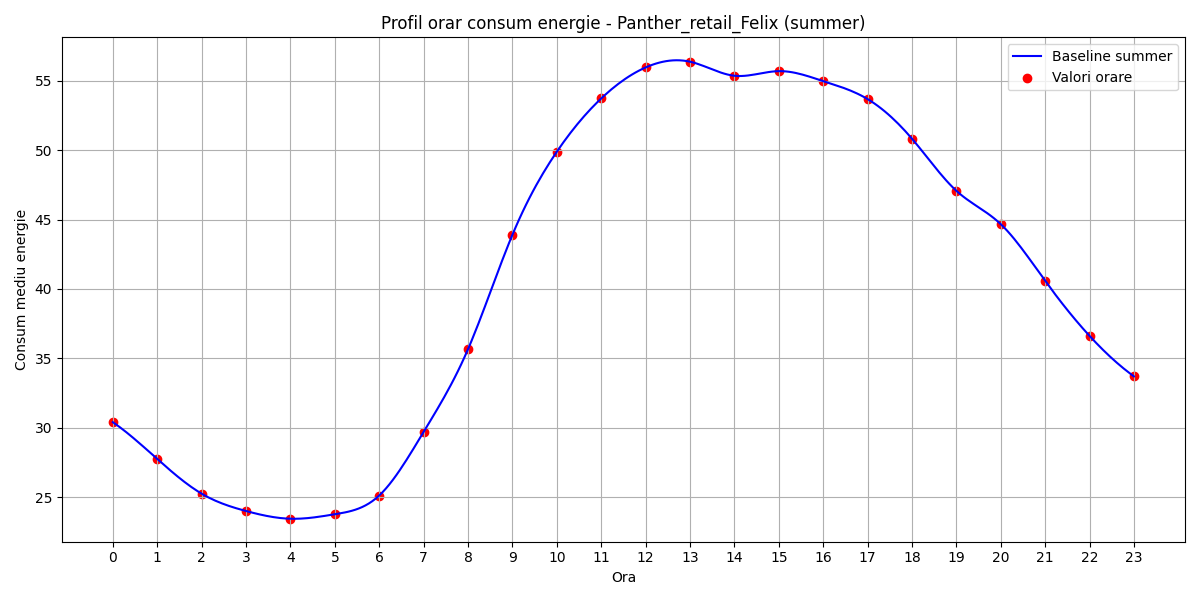 Profil orar consum energie - Panther_retail_Felix (summer)
Baseline summer
Valori orare
Consum mediu energie
55
50
45
40
35
30
25
0 1 2 3 4 5 6 7 8 9 10 11 12 13 14 15 16 17 18 19 20 21 22 23
Ora